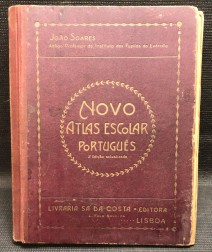 JOÃO SOARES
NOVO
ATLAS ESCOLAR
PORTUGUÊS
LIVRARIA SÁ DA COSTA • EDITORA
LISBOA